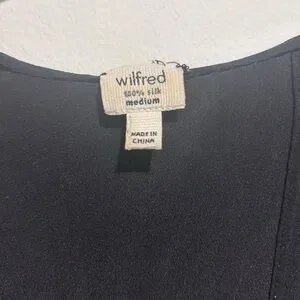 wilfred
100% silk
medium
MADE IN
CHINA